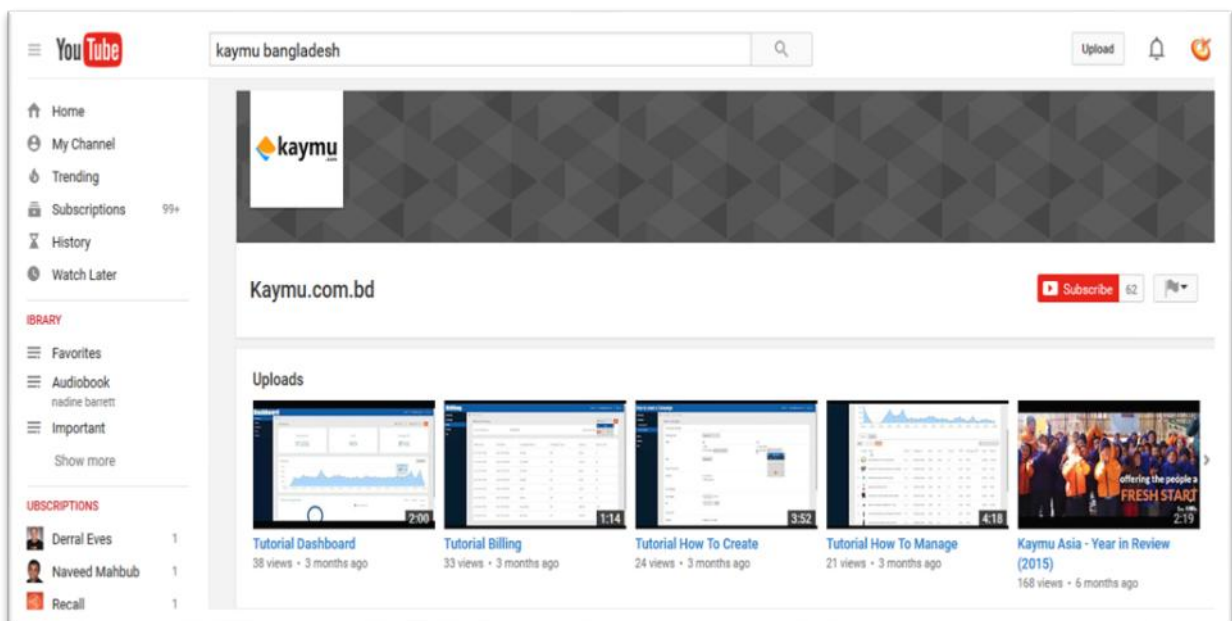 You Tube
kaymu bangladesh
Upload
Home
My Channel
Trending
Subscriptions 99+
History
Watch Later
IBRARY
Favorites
Audiobook
nadine barrett
Important
Show more
UBSCRIPTIONS
Derral Eves 1
Naveed Mahbub 1
Recall 1
kaymu
.com
Kaymu.com.bd
Subscribe 62
Uploads
2:00
Tutorial Dashboard
38 views • 3 months ago
1:14
Tutorial Billing
33 views • 3 months ago
3:52
Tutorial How To Create
24 views • 3 months ago
4:18
Tutorial How To Manage
21 views • 3 months ago
offering the people a
FRESH START
2:19
Kaymu Asia - Year in Review
(2015)
168 views • 6 months ago